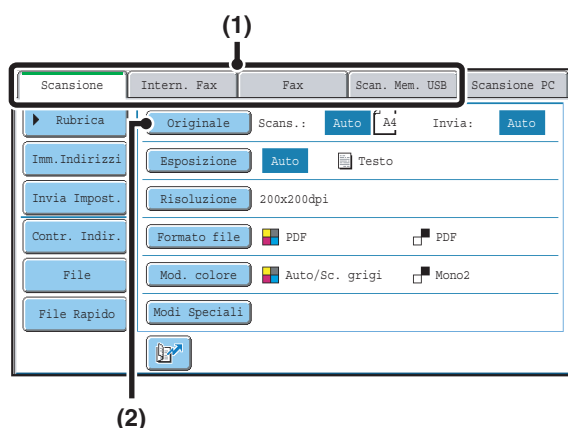 (1)
Scansione Intern. Fax Fax Scan. Mem. USB Scansione PC
Rubrica Originale Scans.: Auto A4 Invia: Auto
Imm.Indirizzi Esposizione Auto Testo
Invia Impost. Risoluzione 200x200dpi
Contr. Indir. Formato file PDF PDF
File Mod. colore Auto/Sc. grigi Mono2
File Rapido Modi Speciali
(2)